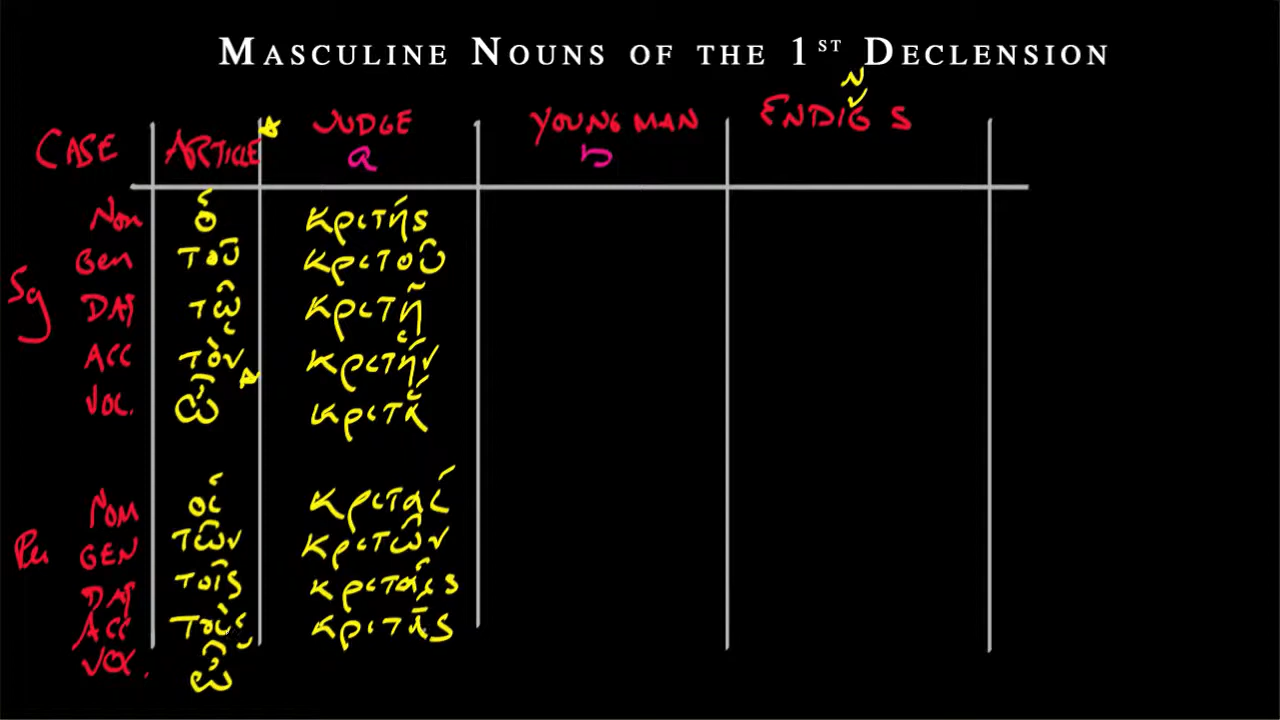 MASCULINE NOUNS OF THE 1ST DECLENSION
CASE ARTICLE JUDGE YOUNG MAN ENDIG S
N
a b
Sg
Nom ὁ κριτής
Gen τοῦ κριτοῦ
DAT τῷ κριτῇ
ACC τὸν κριτήν
VOC. ὦ κριτά
Plu
NOM οἱ κριταί
GEN τῶν κριτῶν
DAT τοῖς κριταῖς
ACC τοὺς κριτάς
VOC. ὦ